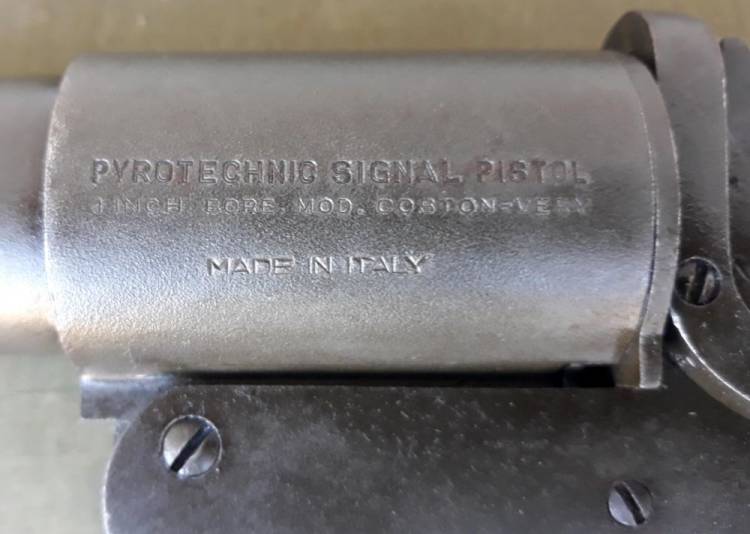 PYROTECHNIC SIGNAL PISTOL
1 INCH BORE. MOD. COSTON-VERY
MADE IN ITALY